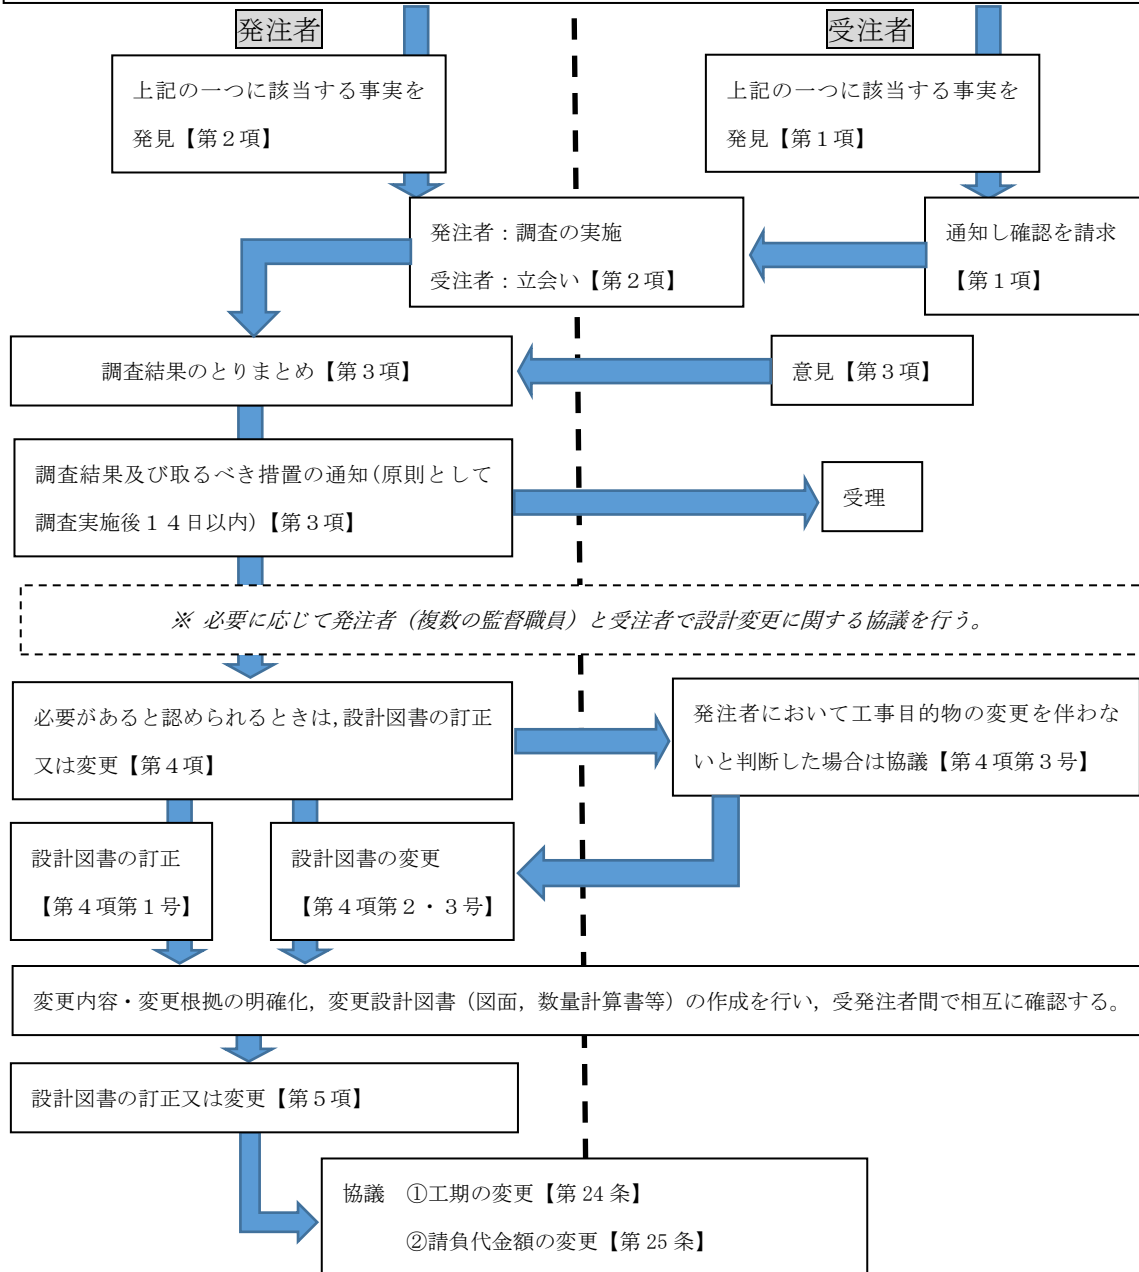 発注者
受注者
上記の一つに該当する事実を
発見【第２項】
上記の一つに該当する事実を
発見【第１項】
発注者：調査の実施
受注者：立会い【第２項】
通知し確認を請求
【第１項】
調査結果のとりまとめ【第３項】
意見【第３項】
調査結果及び取るべき措置の通知(原則として
調査実施後１４日以内)【第３項】
受理
※ 必要に応じて発注者（複数の監督職員）と受注者で設計変更に関する協議を行う。
必要があると認められるときは,設計図書の訂正
又は変更【第４項】
発注者において工事目的物の変更を伴わな
いと判断した場合は協議【第４項第３号】
設計図書の訂正
【第４項第１号】
設計図書の変更
【第４項第２・３号】
変更内容・変更根拠の明確化，変更設計図書（図面，数量計算書等）の作成を行い，受発注者間で相互に確認する。
設計図書の訂正又は変更【第５項】
協議 ①工期の変更【第 24 条】
②請負代金額の変更【第 25 条】